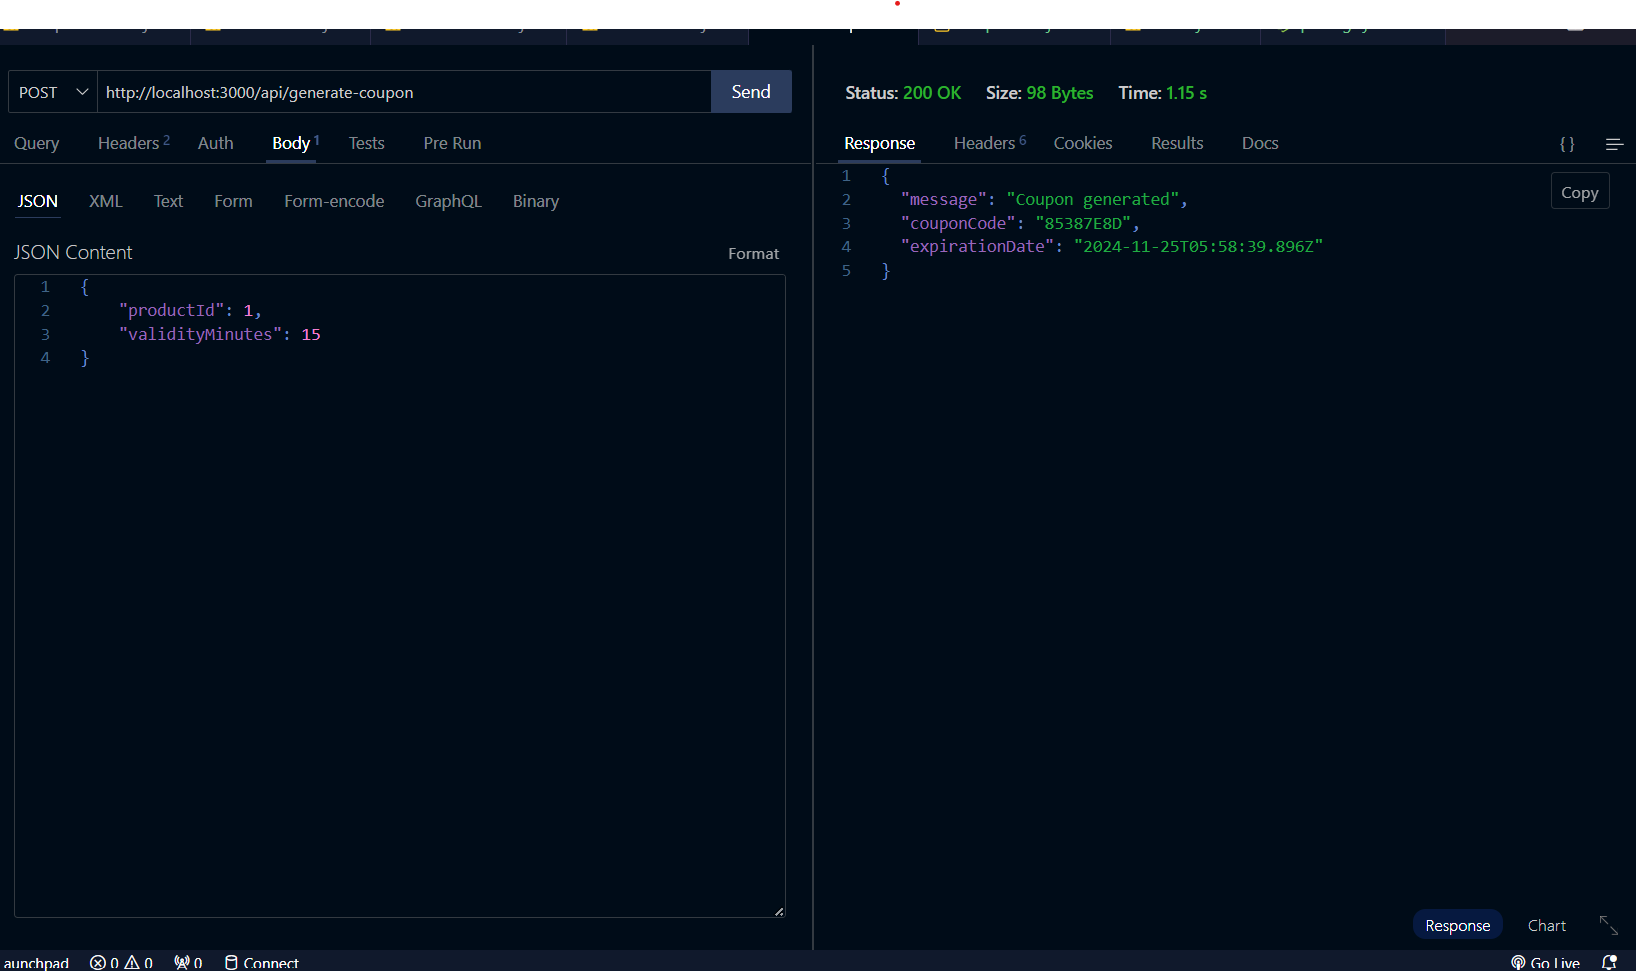 POST
http://localhost:3000/api/generate-coupon
Send
Query
Headers 2
Auth
Body 1
Tests
Pre Run
JSON
XML
Text
Form
Form-encode
GraphQL
Binary
JSON Content
Format
1 {
2 "productId": 1,
3 "validityMinutes": 15
4 }
Status: 200 OK Size: 98 Bytes Time: 1.15 s
Response
Headers 6
Cookies
Results
Docs
{}
Copy
1 {
2 "message": "Coupon generated",
3 "couponCode": "85387E8D",
4 "expirationDate": "2024-11-25T05:58:39.896Z"
5 }
Response
Chart
aunchpad
0
0
0
Connect
Go Live